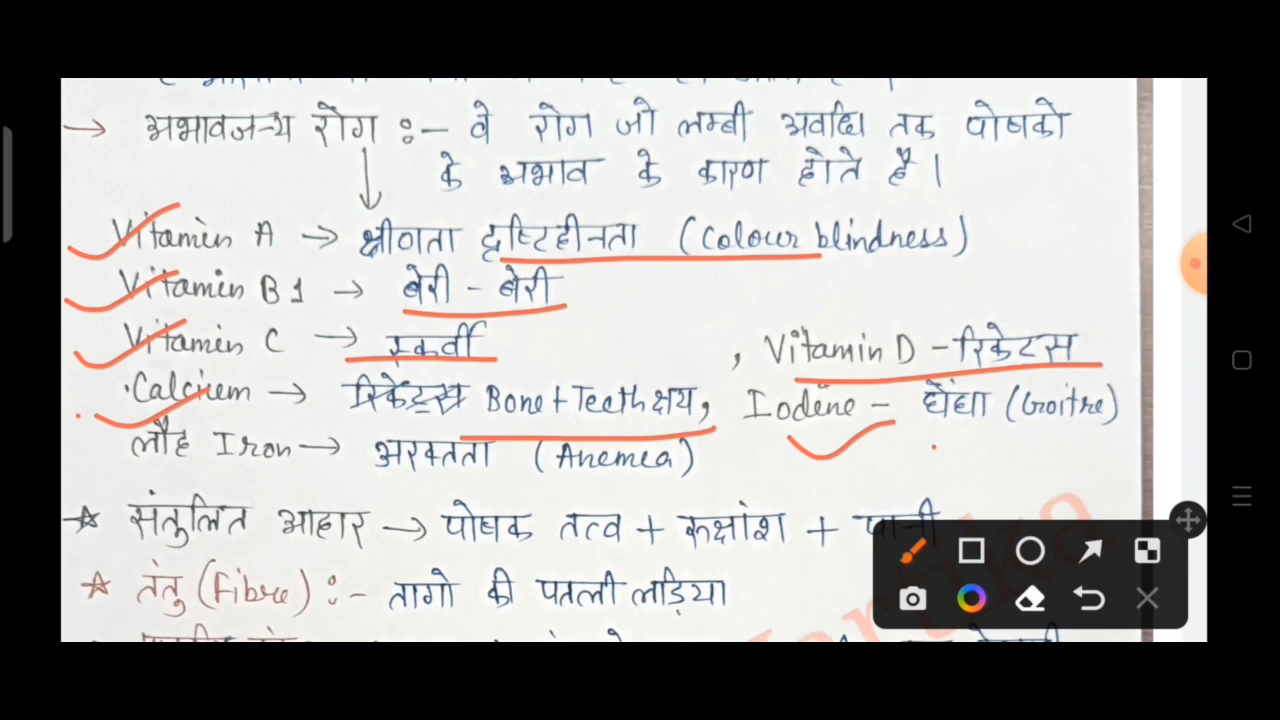 → अभावजन्य रोग :- वे रोग जो लम्बी अवधि तक पोषको
के अभाव के कारण होते है।
Vitamin A → क्षीणता दृष्टिहीनता (Colour blindness)
Vitamin B1 → बेरी - बेरी
Vitamin C → स्कर्वी , Vitamin D - रिकेटस
Calcium → Bone + Teeth क्षय, Iodine - घेंघा (Goitre)
लौह Iron → अरक्तता (Anemea)
☆ संतुलित आहार → पोषक तत्व + रुक्षांश + पानी
☆ तंतु (Fibre) :- तागो की पतली लड़िया